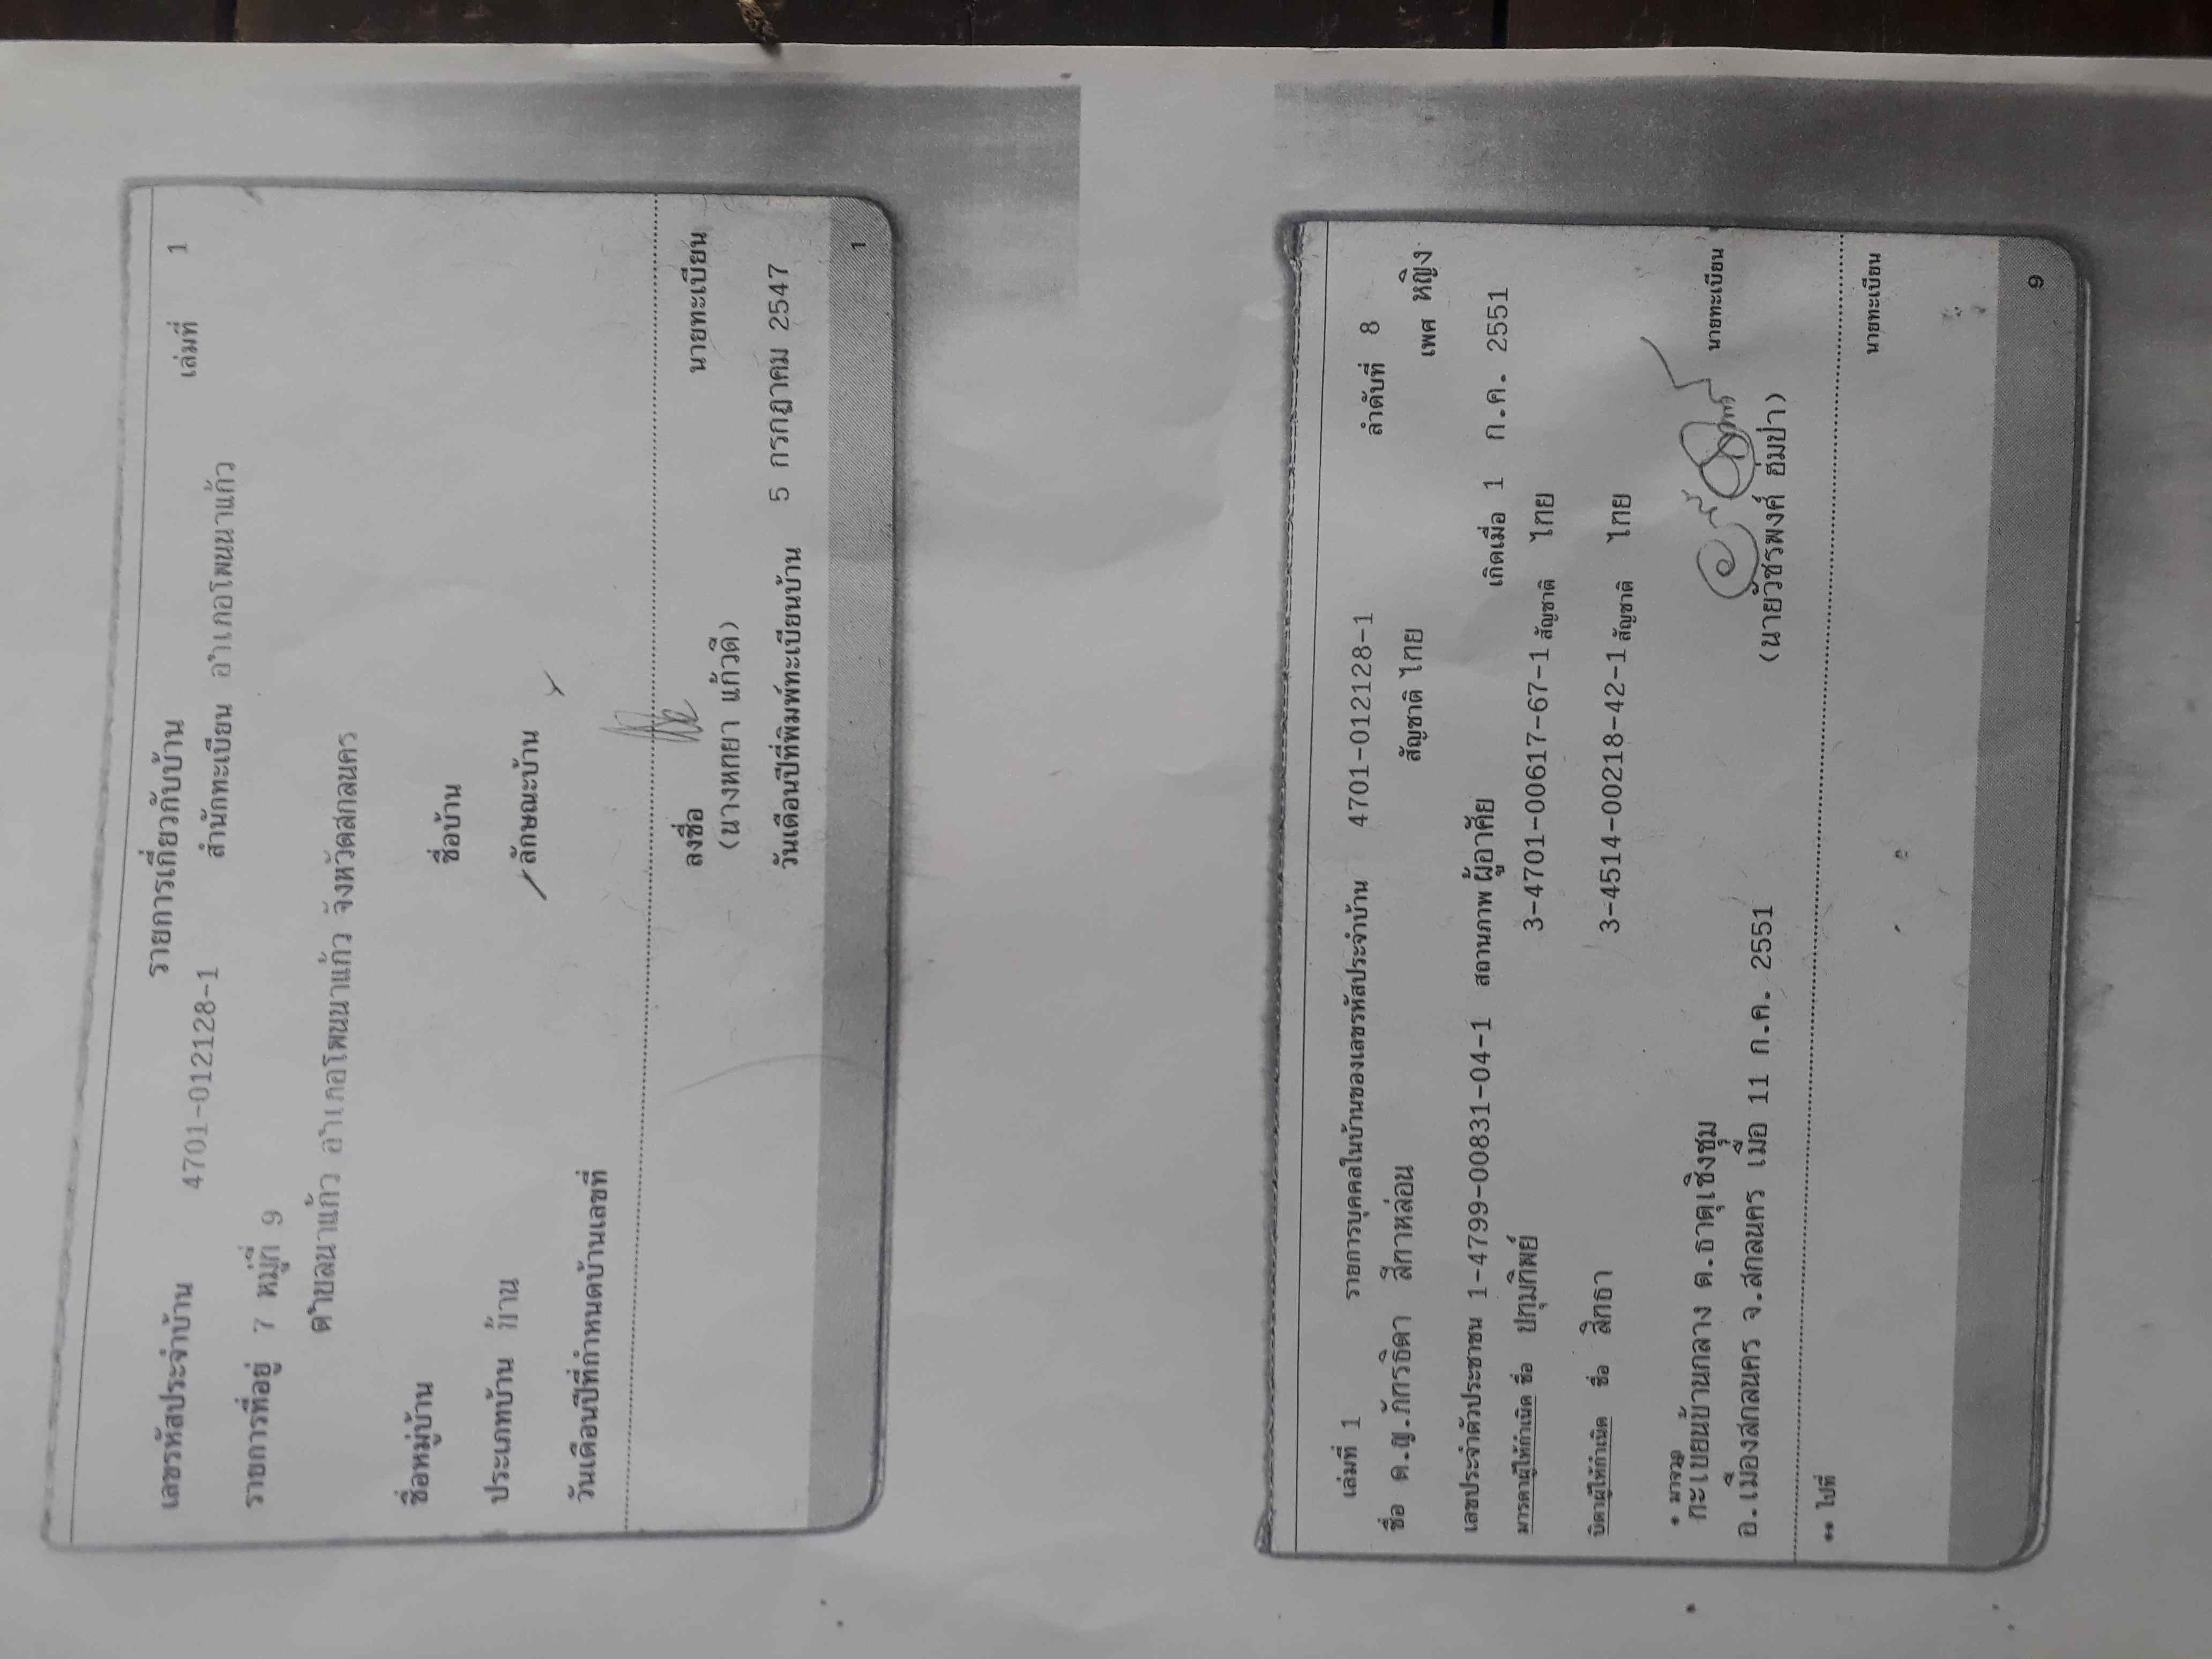 รายการเกี่ยวกับบ้าน เล่มที่ 1
เลขรหัสประจำบ้าน 4701-012128-1 สำนักทะเบียน อำเภอโพนนาแก้ว
รายการที่อยู่ 7 หมู่ที่ 9
ตำบลนาแก้ว อำเภอโพนนาแก้ว จังหวัดสกลนคร
ชื่อหมู่บ้าน ชื่อบ้าน
ประเภทบ้าน บ้าน ลักษณะบ้าน
วันเดือนปีที่กำหนดบ้านเลขที่
ลงชื่อ นายทะเบียน
(นางหทยา แก้วดี)
วันเดือนปีที่พิมพ์ทะเบียนบ้าน 5 กรกฎาคม 2547
1
เล่มที่ 1 รายการบุคคลในบ้านของเลขรหัสประจำบ้าน 4701-012128-1 ลำดับที่ 8
ชื่อ ด.ญ.ภัทรธิดา สีทาหล่อน สัญชาติ ไทย เพศ หญิง
เลขประจำตัวประชาชน 1-4799-00831-04-1 สถานภาพ ผู้อาศัย เกิดเมื่อ 1 ก.ค. 2551
มารดาผู้ให้กำเนิด ชื่อ ปทุมทิพย์ 3-4701-00617-67-1 สัญชาติ ไทย
บิดาผู้ให้กำเนิด ชื่อ สิทธา 3-4514-00218-42-1 สัญชาติ ไทย
* มาจาก
ทะเบียนบ้านกลาง ต.ธาตุเชิงชุม นายทะเบียน
อ.เมืองสกลนคร จ.สกลนคร เมื่อ 11 ก.ค. 2551 (นายวัชรพงศ์ อิ่มป่า)
** ไปที่ นายทะเบียน
9